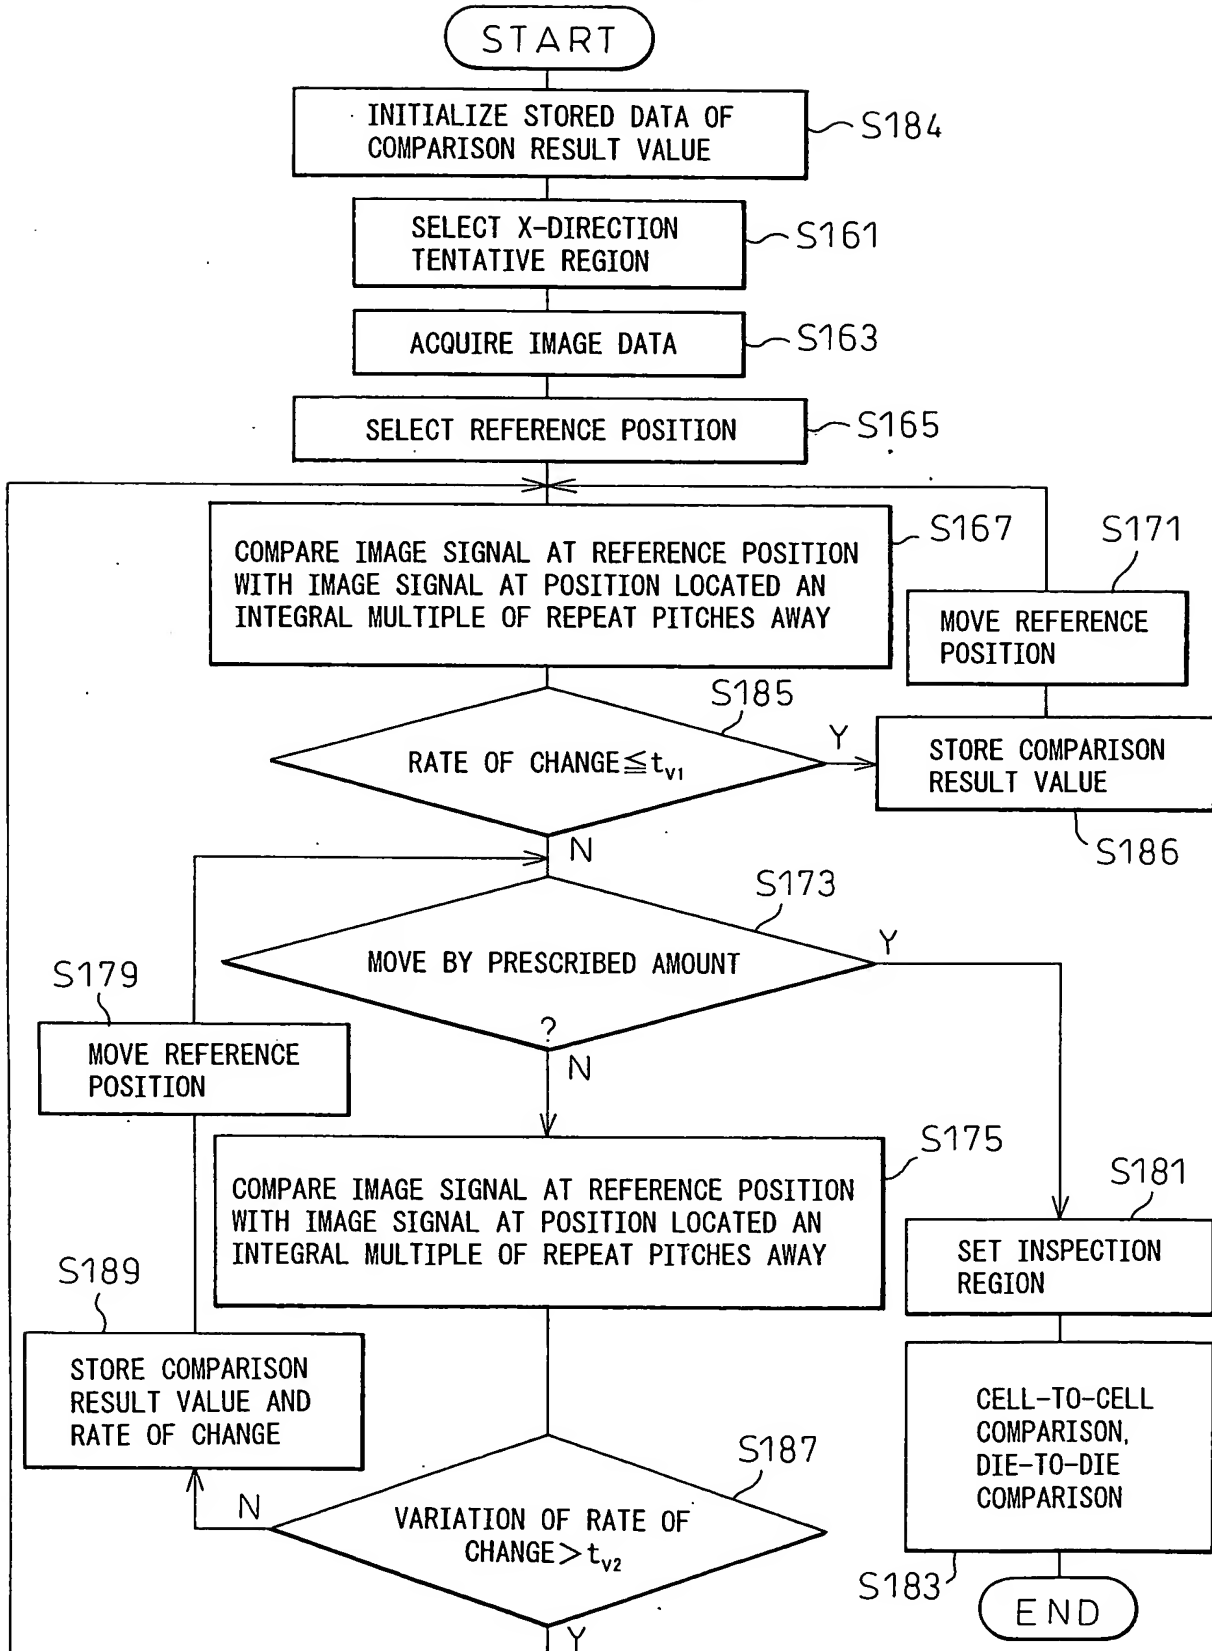 START
INITIALIZE STORED DATA OF
COMPARISON RESULT VALUE
S184
SELECT X-DIRECTION
TENTATIVE REGION
S161
ACQUIRE IMAGE DATA
S163
SELECT REFERENCE POSITION
S165
COMPARE IMAGE SIGNAL AT REFERENCE POSITION
WITH IMAGE SIGNAL AT POSITION LOCATED AN
INTEGRAL MULTIPLE OF REPEAT PITCHES AWAY
S167
S171
MOVE REFERENCE
POSITION
S185
RATE OF CHANGE≦tv1
Y
STORE COMPARISON
RESULT VALUE
S186
N
S173
MOVE BY PRESCRIBED AMOUNT
?
Y
N
S179
MOVE REFERENCE
POSITION
S175
COMPARE IMAGE SIGNAL AT REFERENCE POSITION
WITH IMAGE SIGNAL AT POSITION LOCATED AN
INTEGRAL MULTIPLE OF REPEAT PITCHES AWAY
S181
SET INSPECTION
REGION
S189
STORE COMPARISON
RESULT VALUE AND
RATE OF CHANGE
S187
VARIATION OF RATE OF
CHANGE>tv2
N
Y
CELL-TO-CELL
COMPARISON,
DIE-TO-DIE
COMPARISON
S183
END